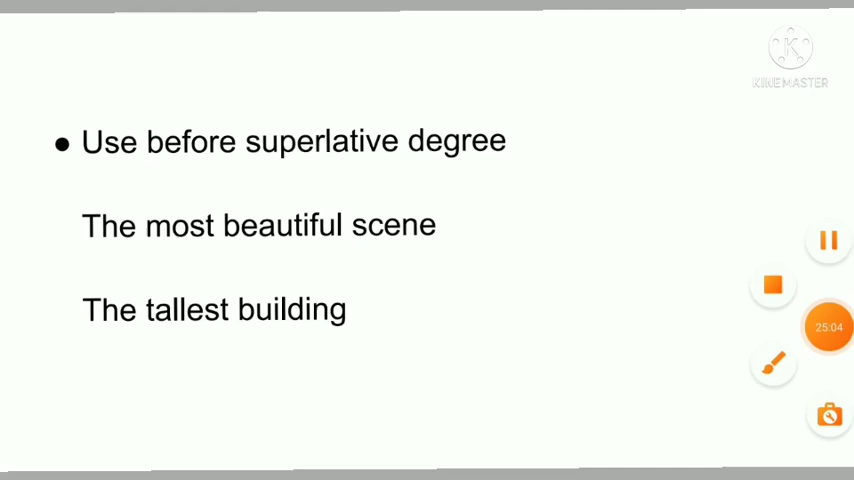 KINEMASTER
● Use before superlative degree
The most beautiful scene
The tallest building
25:04